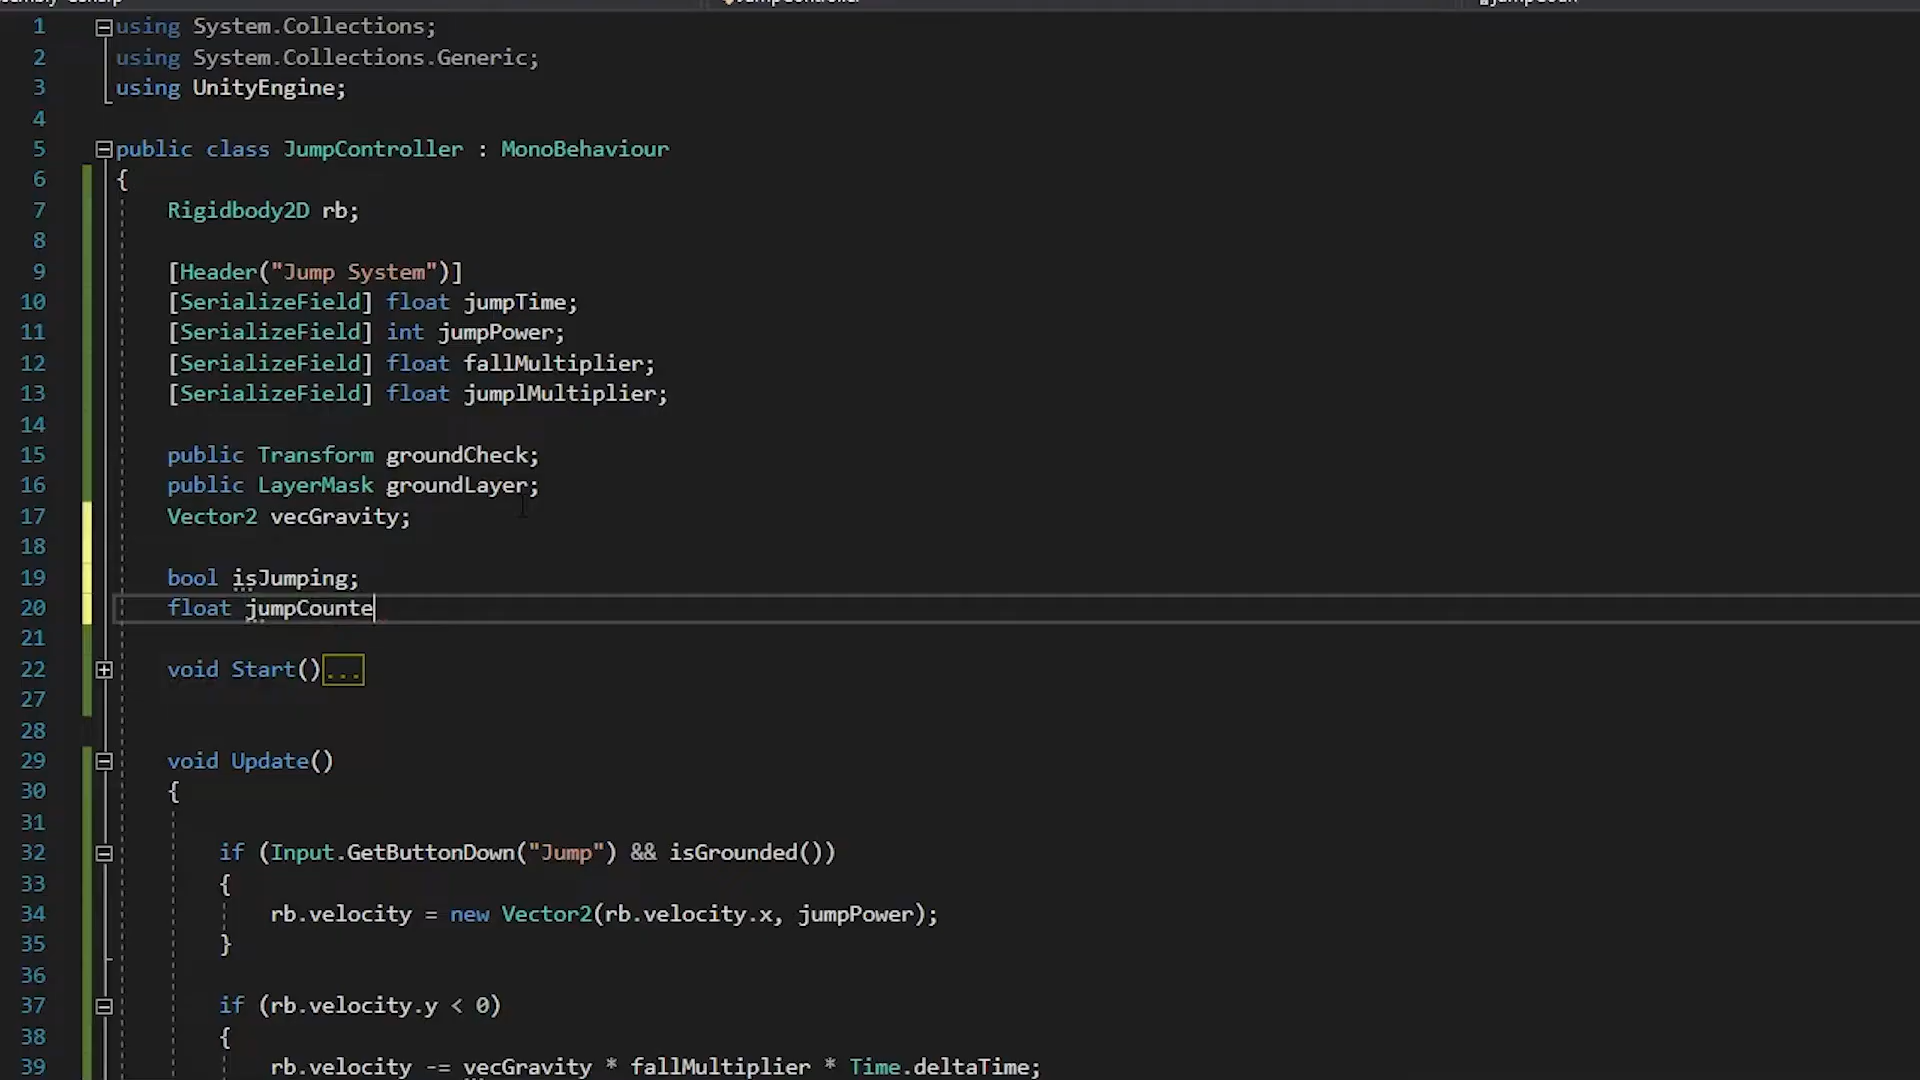 1 using System.Collections;
2 using System.Collections.Generic;
3 using UnityEngine;
4
5 public class JumpController : MonoBehaviour
6 {
7 Rigidbody2D rb;
8
9 [Header("Jump System")]
10 [SerializeField] float jumpTime;
11 [SerializeField] int jumpPower;
12 [SerializeField] float fallMultiplier;
13 [SerializeField] float jumplMultiplier;
14
15 public Transform groundCheck;
16 public LayerMask groundLayer;
17 Vector2 vecGravity;
18
19 bool isJumping;
20 float jumpCounte
21
22 void Start()...
27
28
29 void Update()
30 {
31
32 if (Input.GetButtonDown("Jump") && isGrounded())
33 {
34 rb.velocity = new Vector2(rb.velocity.x, jumpPower);
35 }
36
37 if (rb.velocity.y < 0)
38 {
39 rb.velocity -= vecGravity * fallMultiplier * Time.deltaTime;